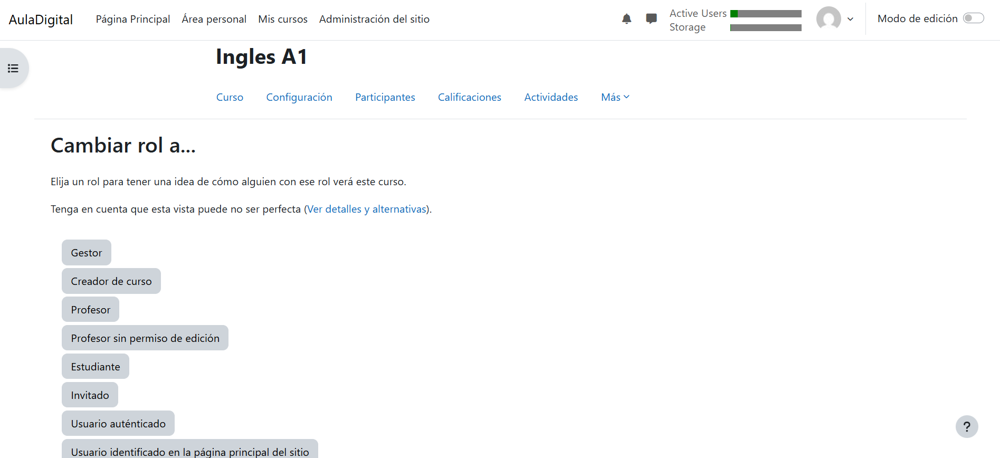 AulaDigital Página Principal Área personal Mis cursos Administración del sitio Active Users Modo de edición
Storage
Ingles A1
Curso Configuración Participantes Calificaciones Actividades Más
Cambiar rol a...
Elija un rol para tener una idea de cómo alguien con ese rol verá este curso.
Tenga en cuenta que esta vista puede no ser perfecta (Ver detalles y alternativas).
Gestor
Creador de curso
Profesor
Profesor sin permiso de edición
Estudiante
Invitado
Usuario auténticado
?
Usuario identificado en la página principal del sitio